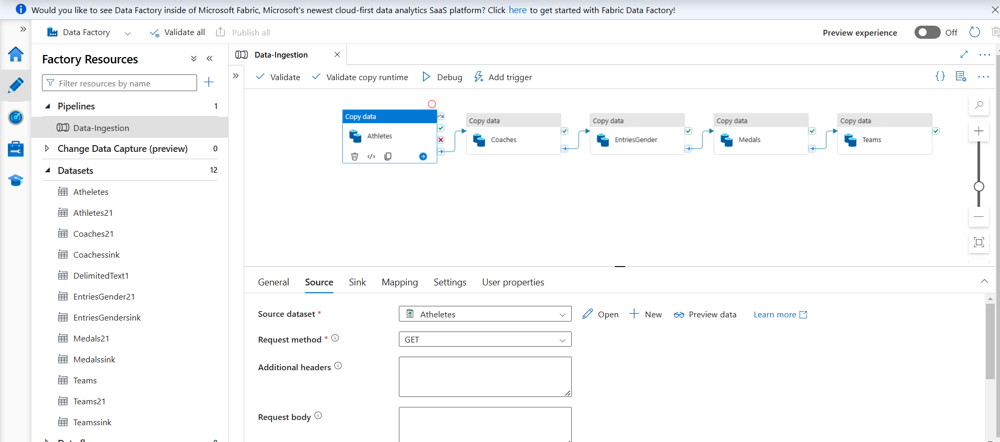 Would you like to see Data Factory inside of Microsoft Fabric, Microsoft's newest cloud-first data analytics SaaS platform? Click here to get started with Fabric Data Factory!
Data Factory
Validate all
Publish all
Preview experience
Off
Factory Resources
Filter resources by name
Pipelines 1
Data-Ingestion
Change Data Capture (preview) 0
Datasets 12
Atheletes
Athletes21
Coaches21
Coachessink
DelimitedText1
EntriesGender21
EntriesGendersink
Medals21
Medalssink
Teams
Teams21
Teamssink
Data-Ingestion
Validate
Validate copy runtime
Debug
Add trigger
Copy data
Athletes
Copy data
Coaches
Copy data
EntriesGender
Copy data
Medals
Copy data
Teams
General Source Sink Mapping Settings User properties
Source dataset * Atheletes Open New Preview data Learn more
Request method * GET
Additional headers
Request body